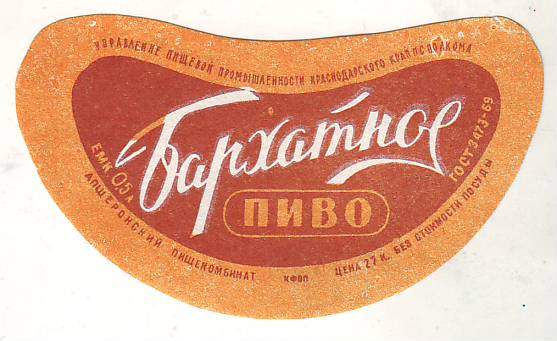 УПРАВЛЕНИЕ ПИЩЕВОЙ ПРОМЫШЛЕННОСТИ КРАСНОДАРСКОГО КРАЙИСПОЛКОМА
Бархатное
ПИВО
ЕМК 0,5 Л
ГОСТ 3473-69
АПШЕРОНСКИЙ ПИЩЕКОМБИНАТ
КФОП
ЦЕНА 27 К. БЕЗ СТОИМОСТИ ПОСУДЫ